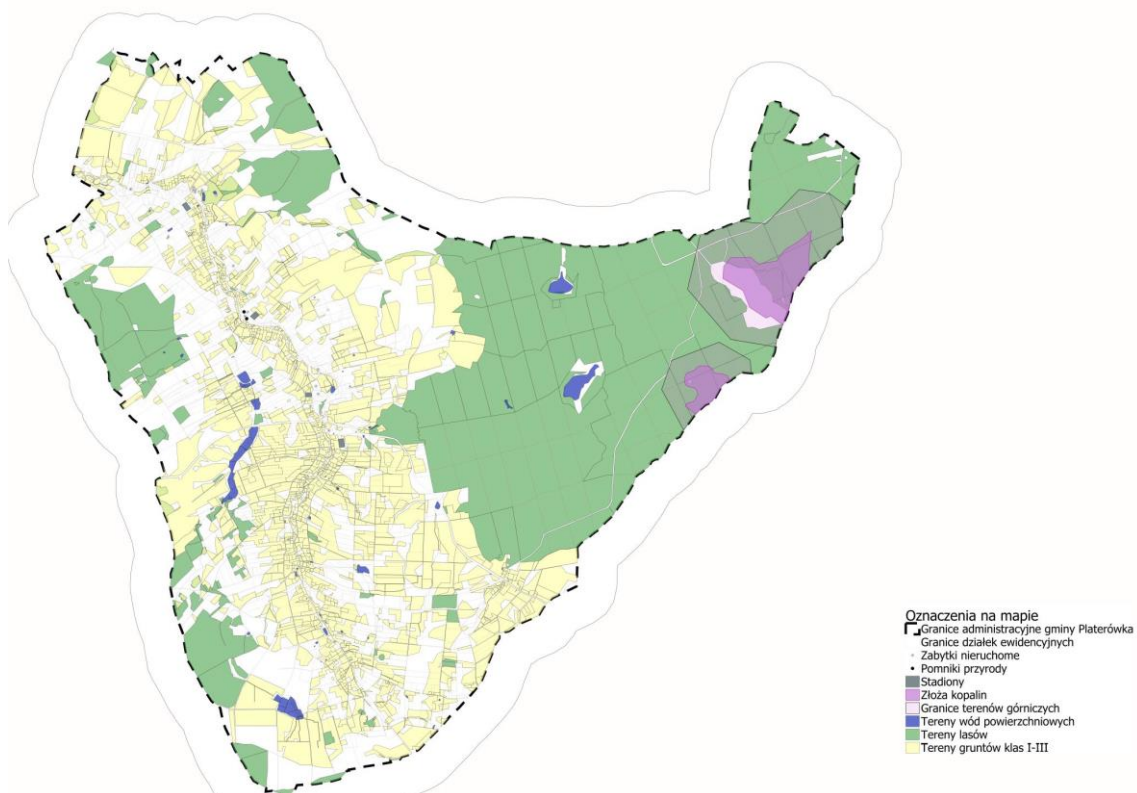 Oznaczenia na mapie
Granice administracyjne gminy Platerówka
Granice działek ewidencyjnych
Zabytki nieruchome
Pomniki przyrody
Stadiony
Złoża kopalin
Granice terenów górniczych
Tereny wód powierzchniowych
Tereny lasów
Tereny gruntów klas I-III